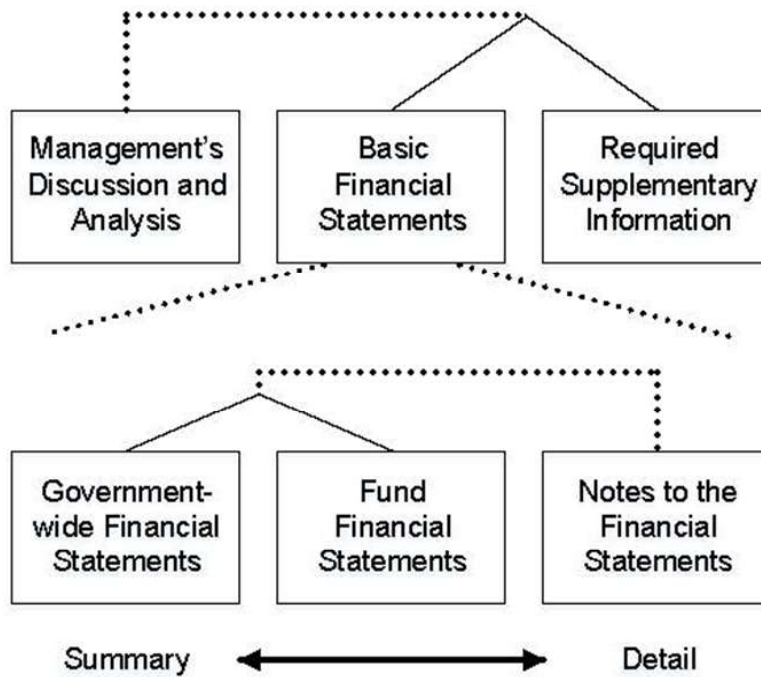 Management's
Discussion and
Analysis
Basic
Financial
Statements
Required
Supplementary
Information
Government-
wide Financial
Statements
Fund
Financial
Statements
Notes to the
Financial
Statements
Summary
Detail